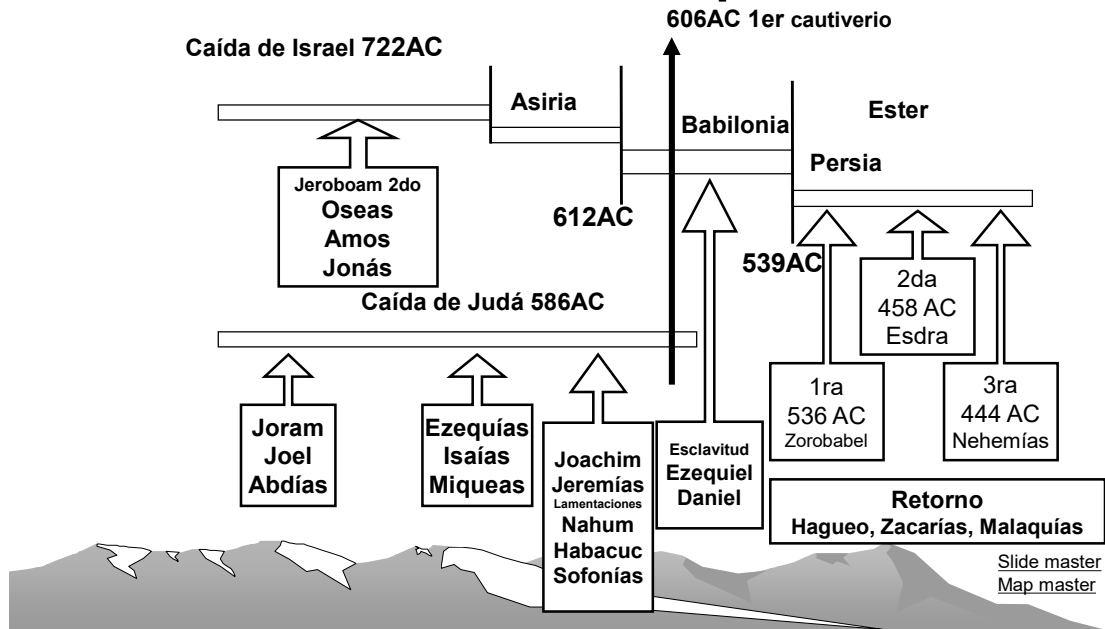 606AC 1er cautiverio
Caída de Israel 722AC
Asiria
Babilonia
Ester
Persia
Jeroboam 2do
Oseas
Amos
Jonás
612AC
539AC
2da
458 AC
Esdra
Caída de Judá 586AC
1ra
536 AC
Zorobabel
3ra
444 AC
Nehemías
Joram
Joel
Abdías
Ezequías
Isaías
Miqueas
Joachim
Jeremías
Lamentaciones
Nahum
Habacuc
Sofonías
Esclavitud
Ezequiel
Daniel
Retorno
Hagueo, Zacarías, Malaquías
Slide master
Map master